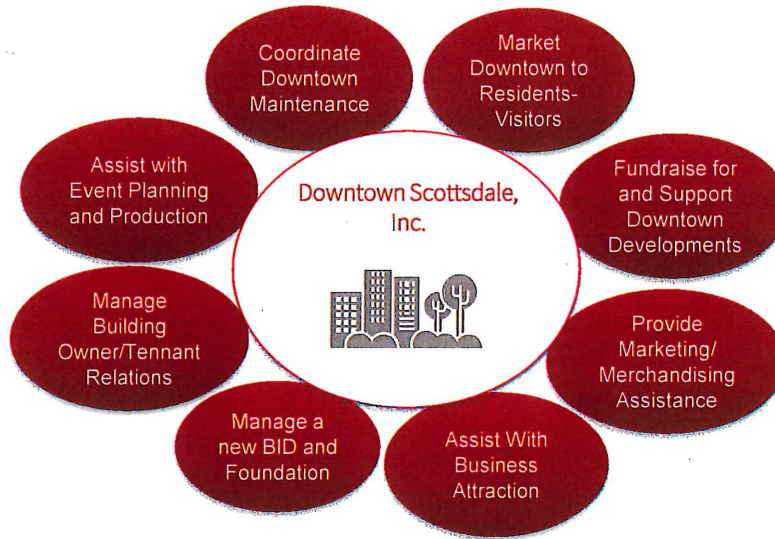 Coordinate
Downtown
Maintenance
Market
Downtown to
Residents-
Visitors
Assist with
Event Planning
and Production
Downtown Scottsdale,
Inc.
Fundraise for
and Support
Downtown
Developments
Manage
Building
Owner/Tennant
Relations
Provide
Marketing/
Merchandising
Assistance
Manage a
new BID and
Foundation
Assist With
Business
Attraction